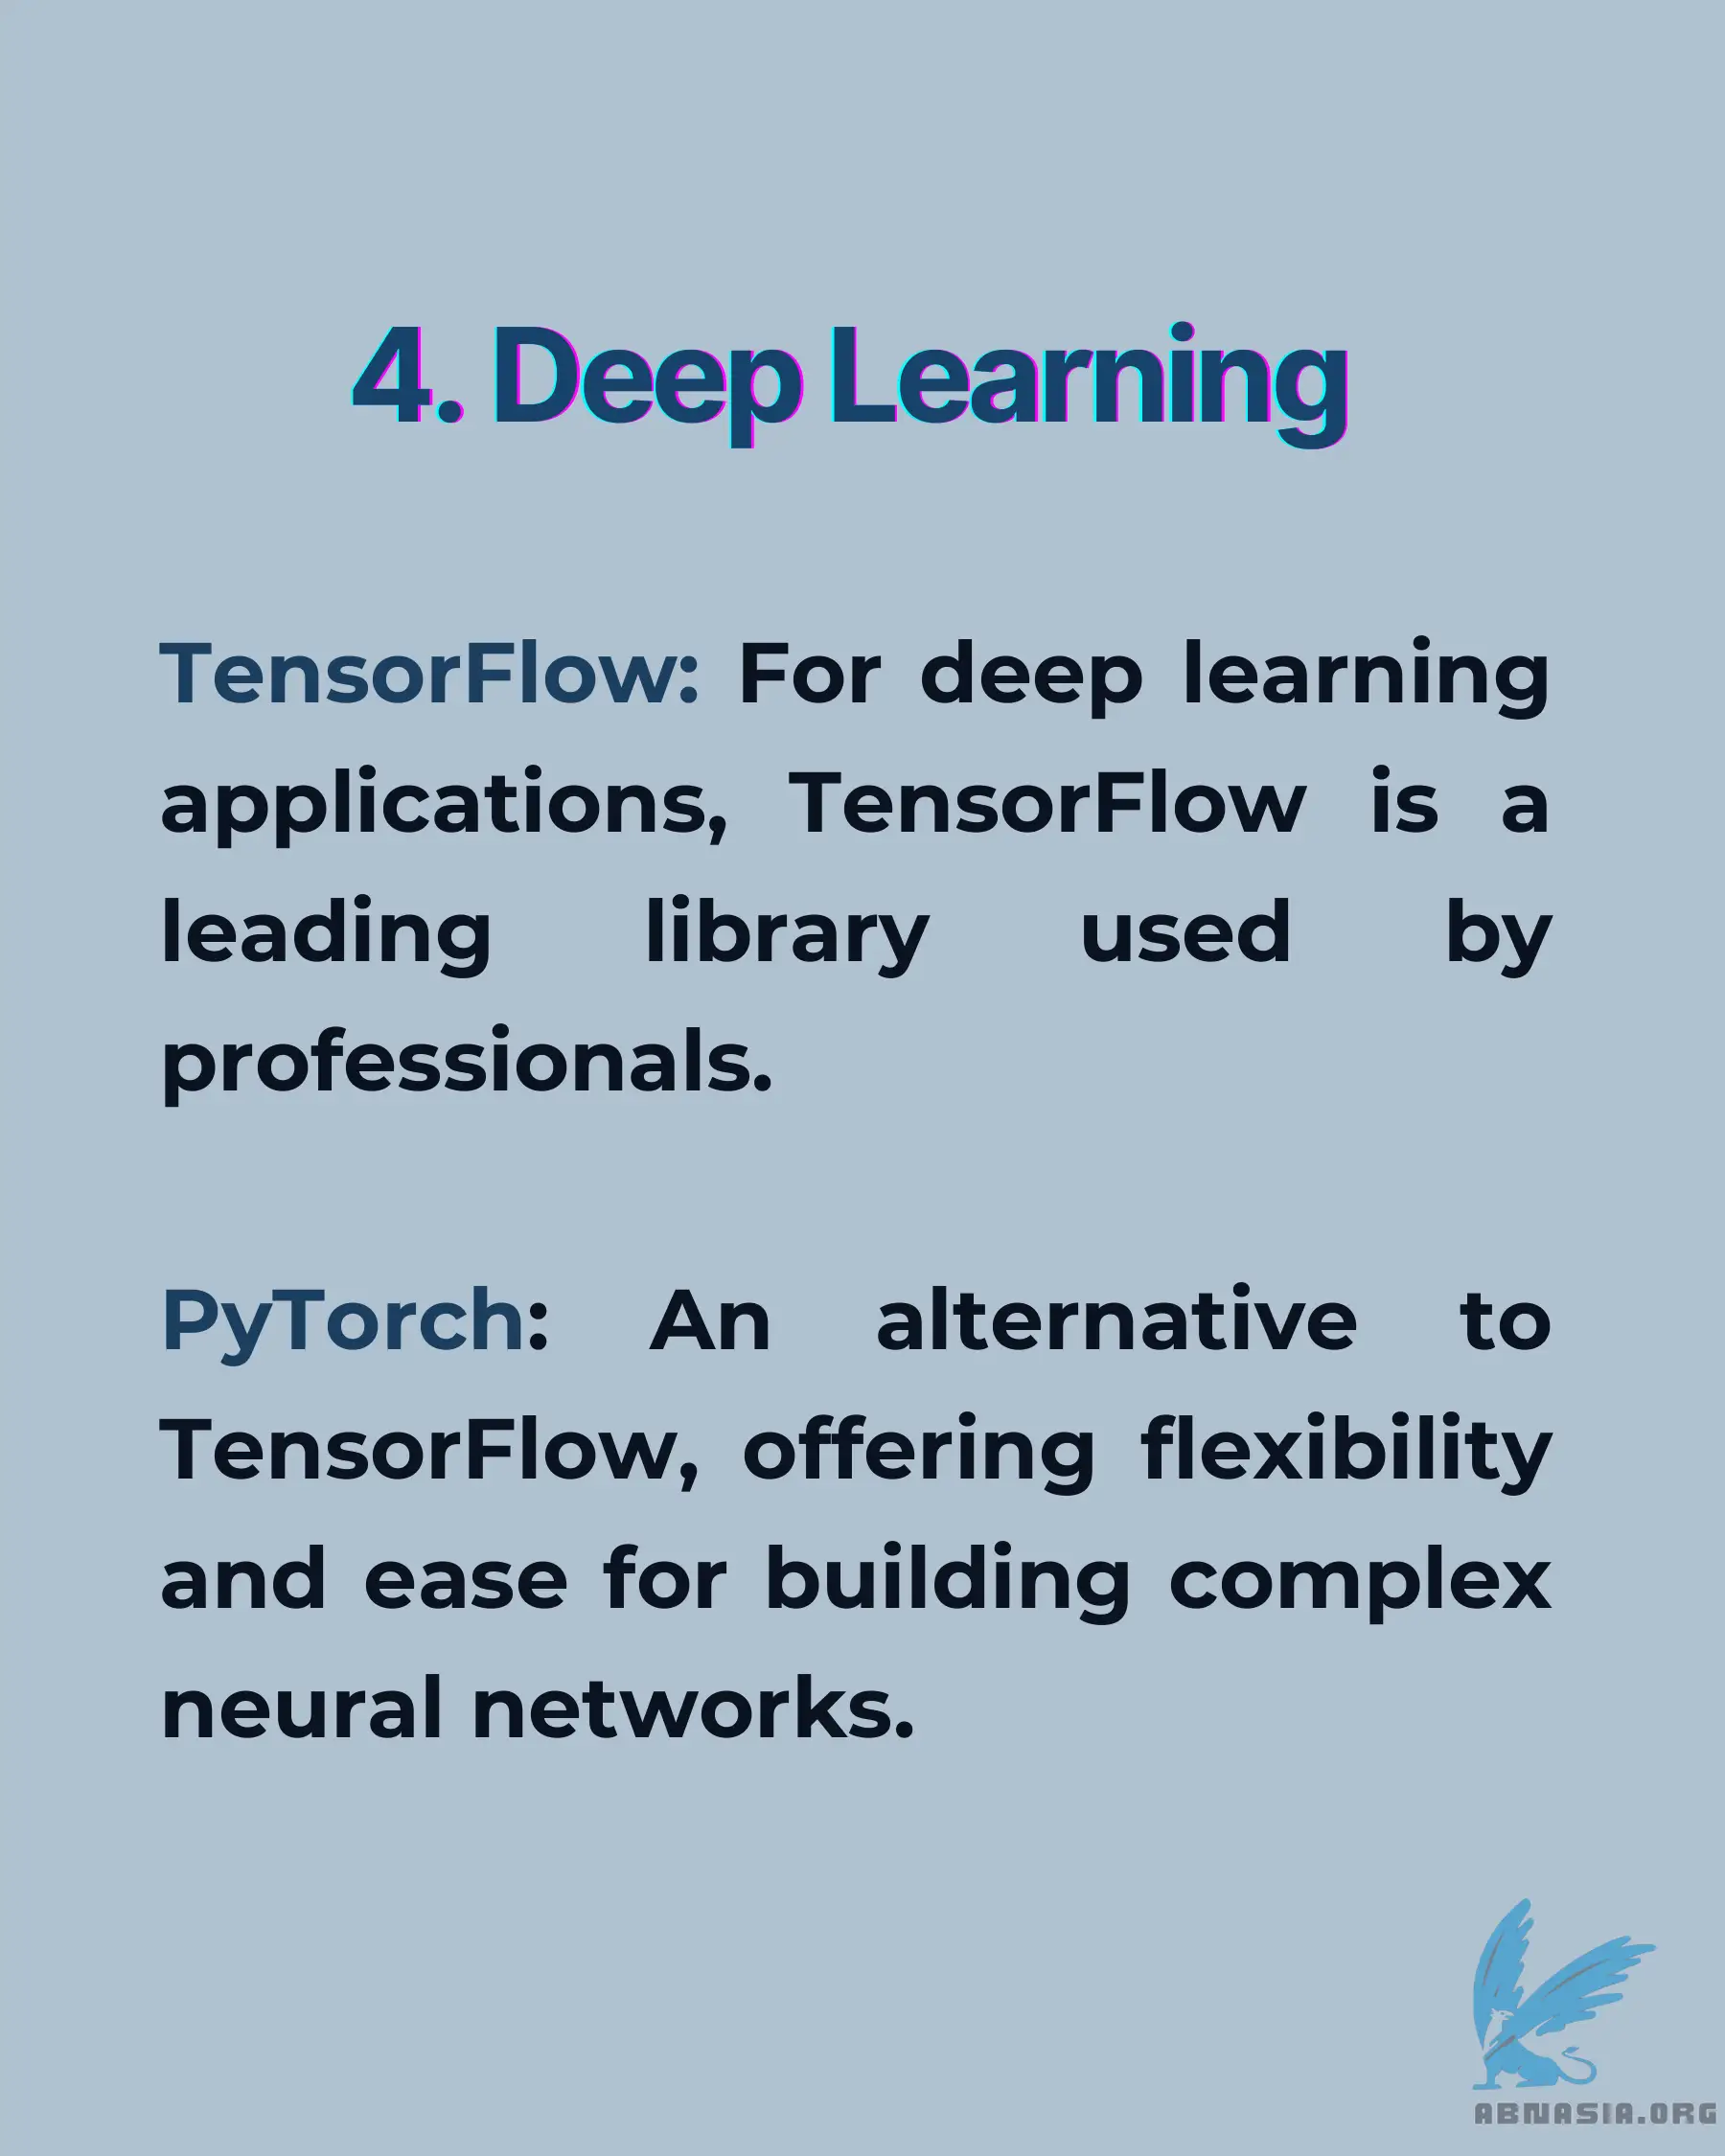 4. Deep Learning
TensorFlow: For deep learning
applications, TensorFlow is a
leading library used by
professionals.
PyTorch: An alternative to
TensorFlow, offering flexibility
and ease for building complex
neural networks.
ABNASIA.ORG